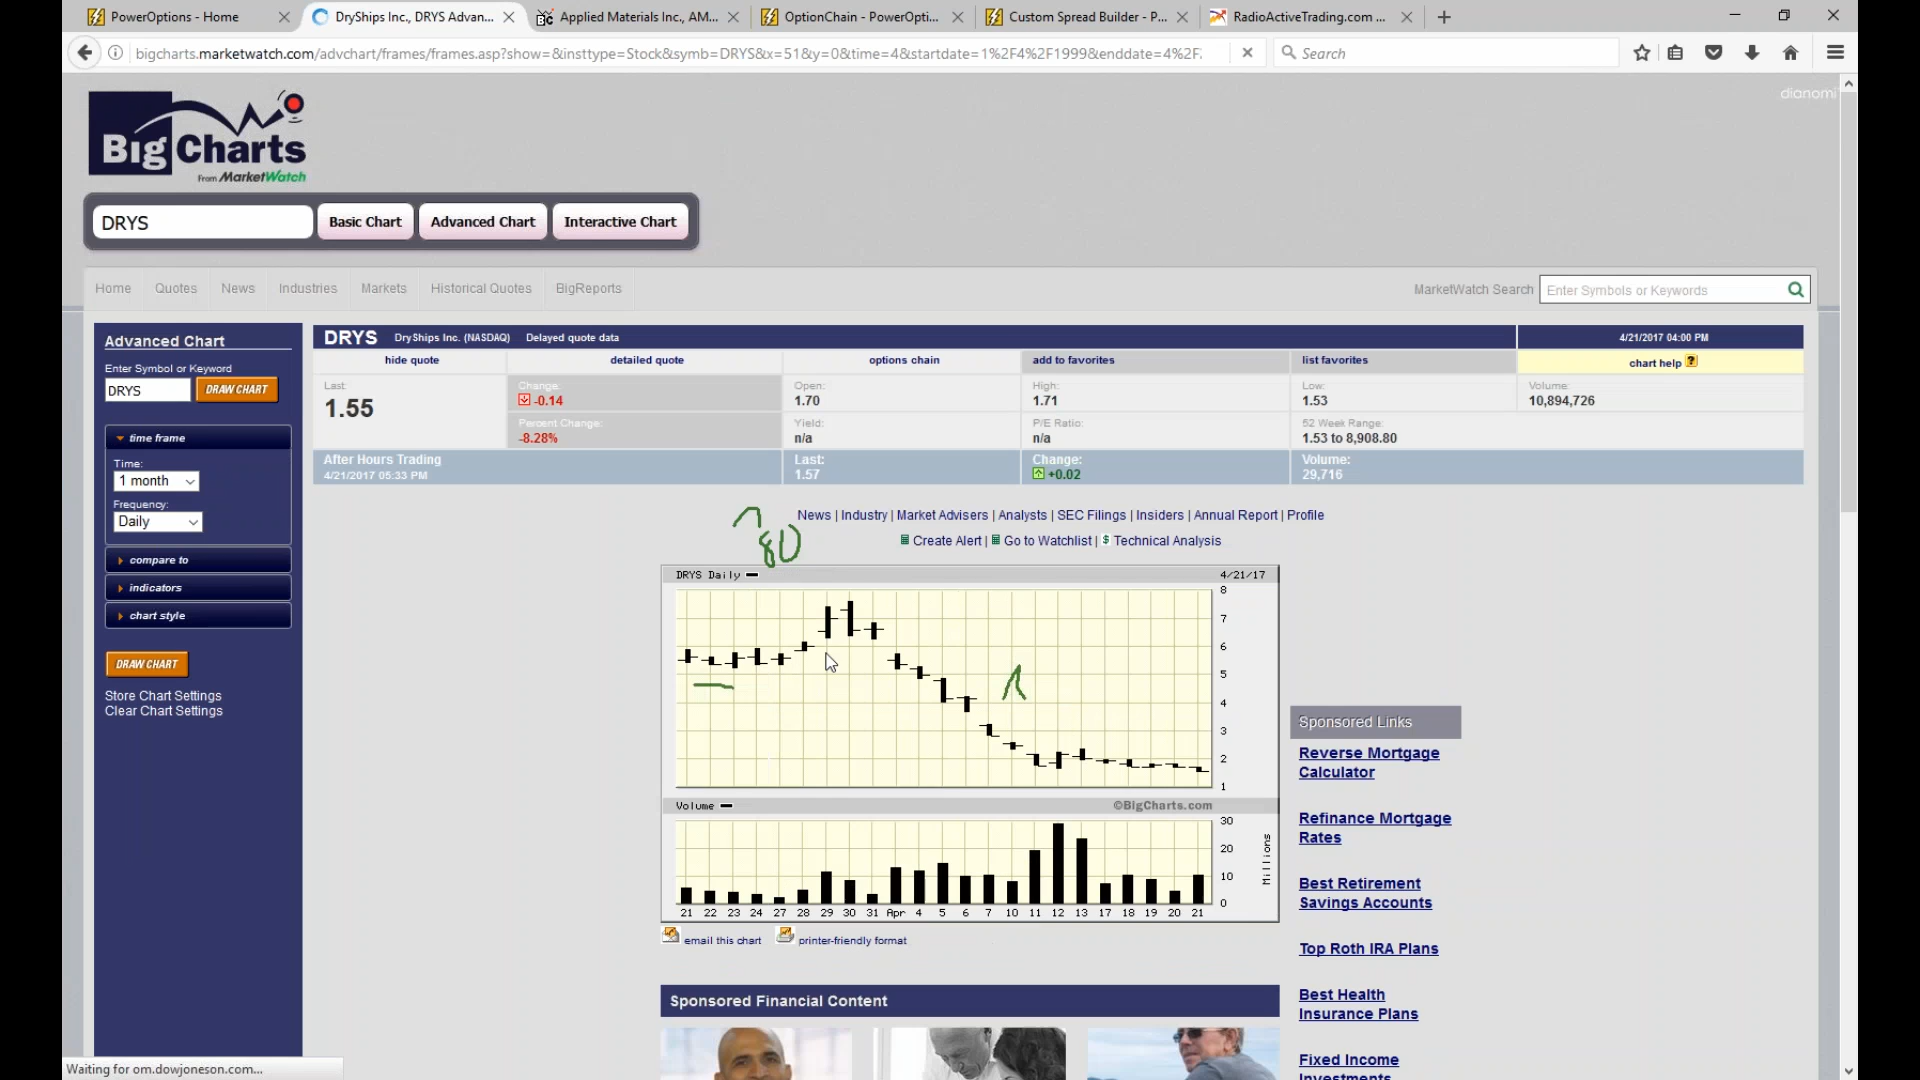 PowerOptions - Home
DryShips Inc., DRYS Advan...
Applied Materials Inc., AM...
OptionChain - PowerOpti...
Custom Spread Builder - P...
RadioActiveTrading.com ...
bigcharts.marketwatch.com/advchart/frames/frames.asp?show=&insttype=Stock&symb=DRYS&x=51&y=0&time=4&startdate=1%2F4%2F1999&enddate=4%2F.
Search
dianomi
BigCharts
From MarketWatch
DRYS
Basic Chart
Advanced Chart
Interactive Chart
Home
Quotes
News
Industries
Markets
Historical Quotes
BigReports
MarketWatch Search
Enter Symbols or Keywords
Advanced Chart
Enter Symbol or Keyword
DRYS
DRAW CHART
time frame
Time:
1 month
Frequency:
Daily
compare to
indicators
chart style
DRAW CHART
Store Chart Settings
Clear Chart Settings
DRYS DryShips Inc. (NASDAQ) Delayed quote data
4/21/2017 04:00 PM
hide quote
detailed quote
options chain
add to favorites
list favorites
chart help ?
Last:
1.55
Change:
-0.14
Open:
1.70
High:
1.71
Low:
1.53
Volume:
10,894,726
Percent Change:
-8.28%
Yield:
n/a
P/E Ratio:
n/a
52 Week Range:
1.53 to 8,908.80
After Hours Trading
4/21/2017 05:33 PM
Last:
1.57
Change:
+0.02
Volume:
29,716
News | Industry | Market Advisers | Analysts | SEC Filings | Insiders | Annual Report | Profile
Create Alert | Go to Watchlist | $ Technical Analysis
80
DRYS Daily
4/21/17
8
7
6
5
4
3
2
1
Volume
©BigCharts.com
30
20
10
0
Millions
21 22 23 24 27 28 29 30 31 Apr 4 5 6 7 10 11 12 13 17 18 19 20 21
email this chart
printer-friendly format
Sponsored Financial Content
Sponsored Links
Reverse Mortgage
Calculator
Refinance Mortgage
Rates
Best Retirement
Savings Accounts
Top Roth IRA Plans
Best Health
Insurance Plans
Fixed Income
Investments
Waiting for om.dowjoneson.com...